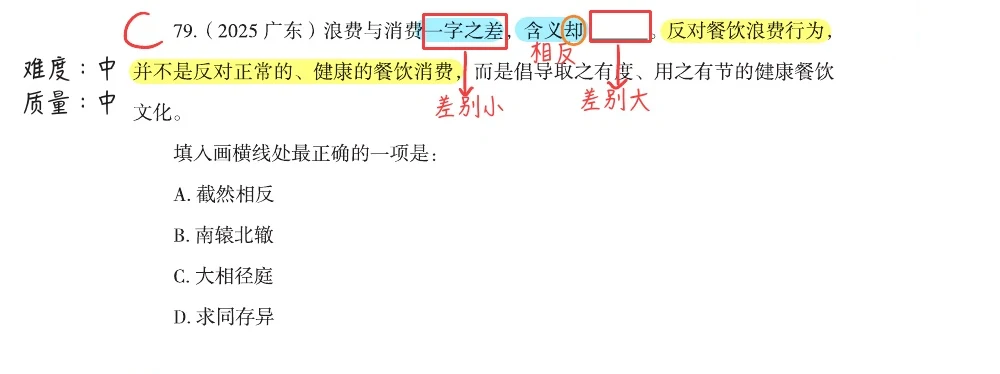 C 79.（2025 广东）浪费与消费一字之差，含义却______。反对餐饮浪费行为，
相反
难度：中 并不是反对正常的、健康的餐饮消费，而是倡导取之有度、用之有节的健康餐饮
质量：中 差别小 差别大
文化。
填入画横线处最正确的一项是：
A. 截然相反
B. 南辕北辙
C. 大相径庭
D. 求同存异